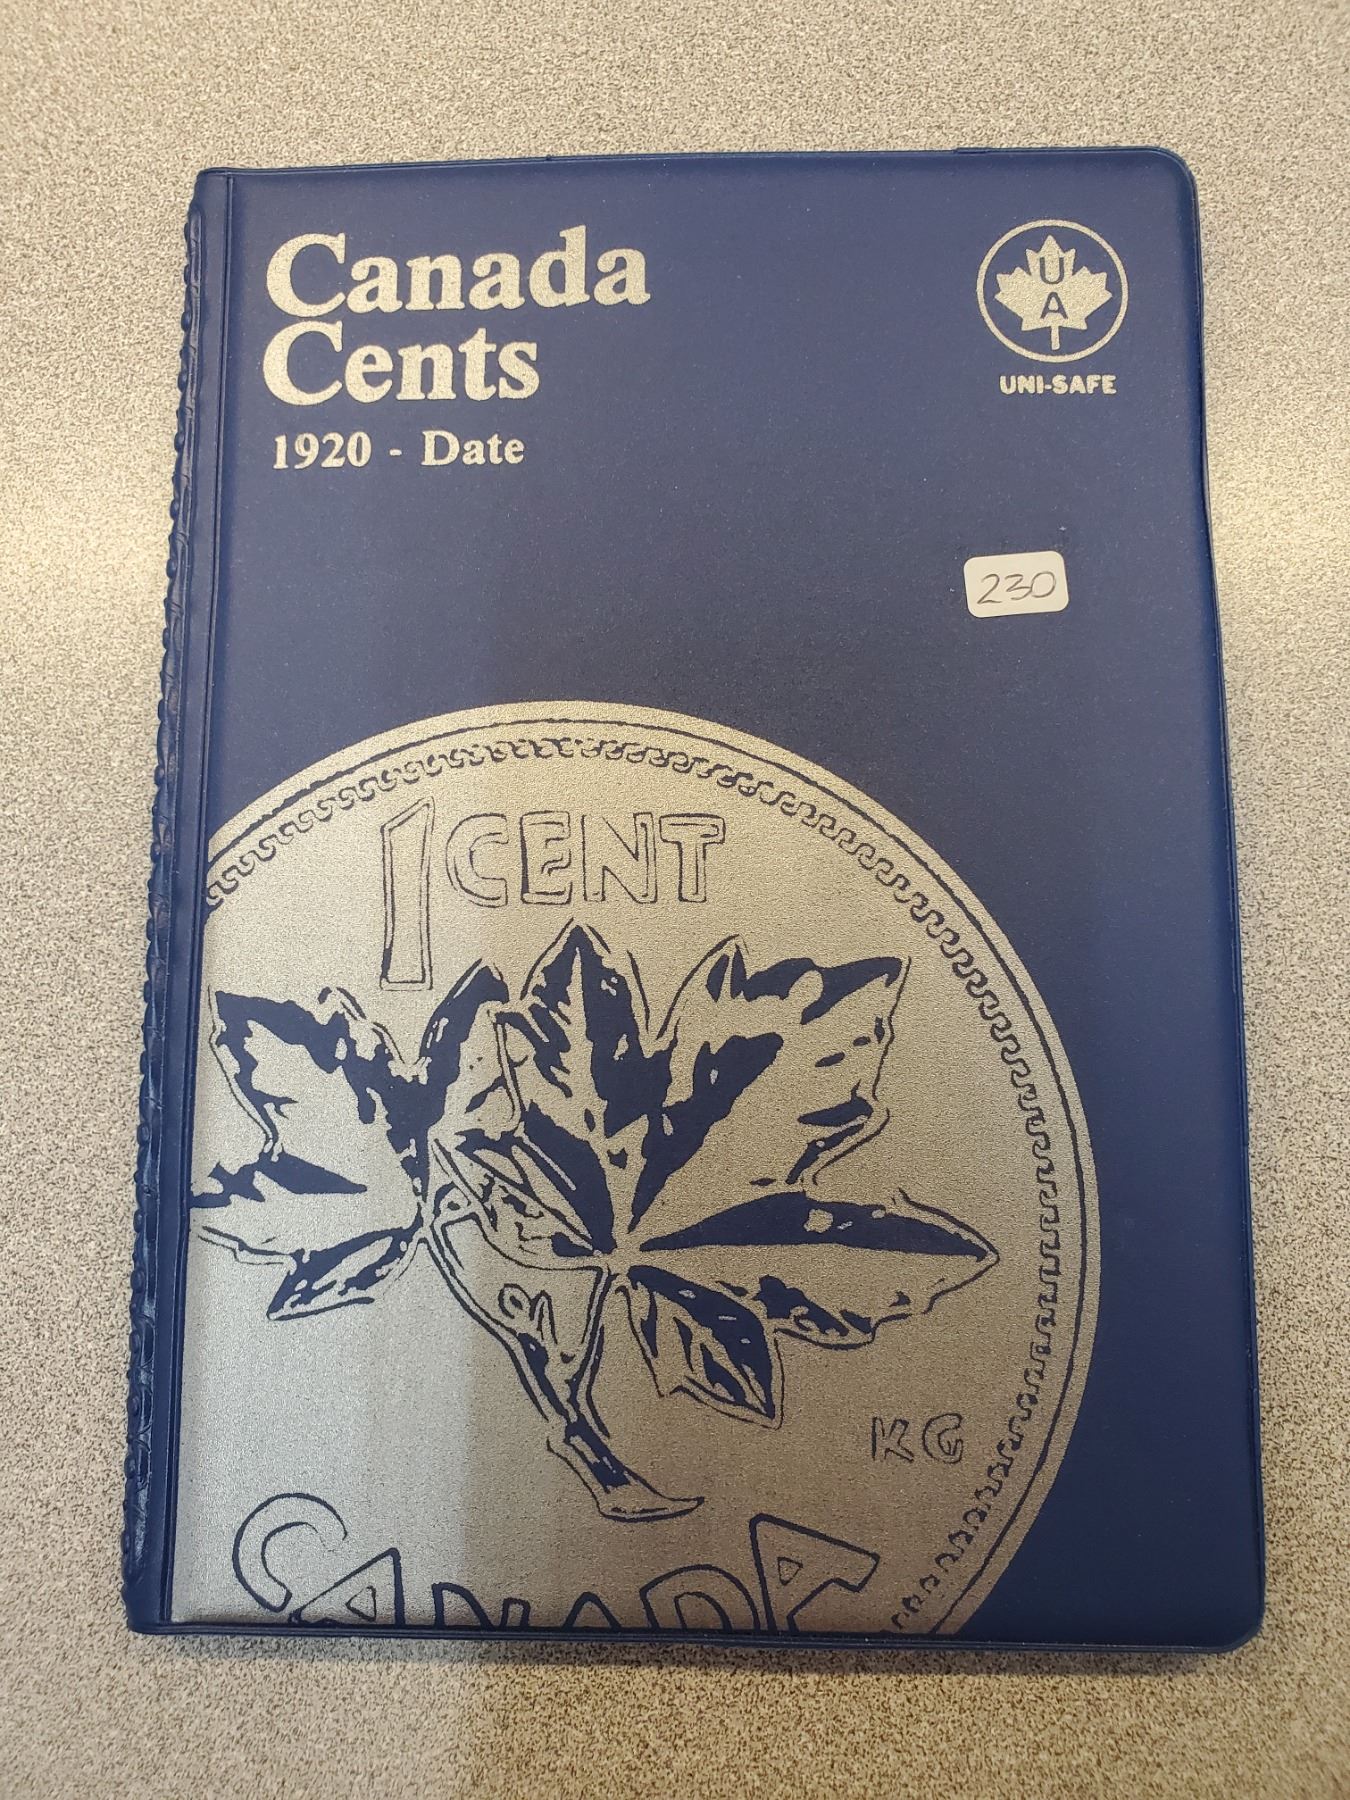 Canada
Cents
1920 - Date
U
A
UNI-SAFE
230
1 CENT
KG
CANADA